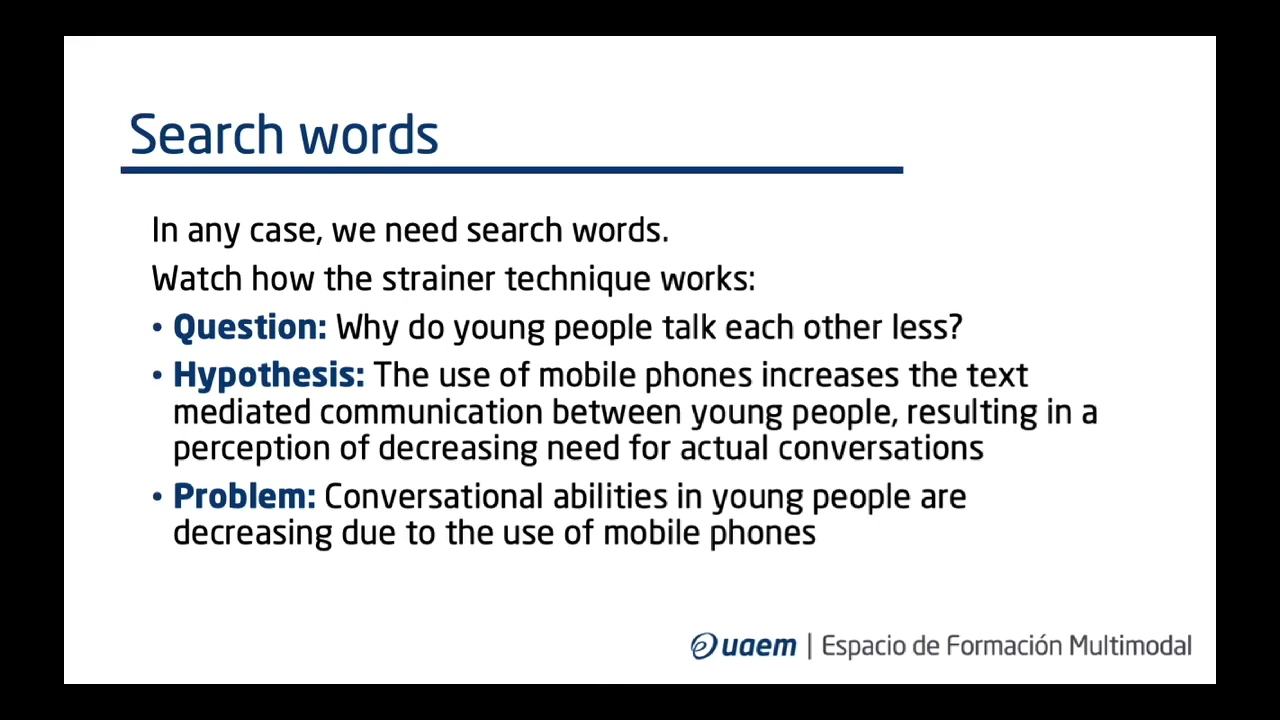 Search words
In any case, we need search words.
Watch how the strainer technique works:
• Question: Why do young people talk each other less?
• Hypothesis: The use of mobile phones increases the text
mediated communication between young people, resulting in a
perception of decreasing need for actual conversations
• Problem: Conversational abilities in young people are
decreasing due to the use of mobile phones
uaem | Espacio de Formación Multimodal